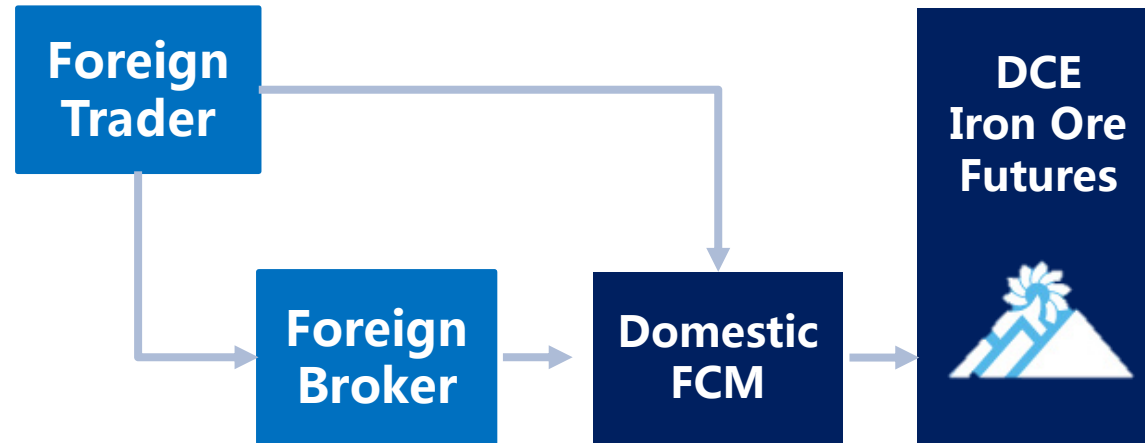 Foreign
Trader
DCE
Iron Ore
Futures
Foreign
Broker
Domestic
FCM